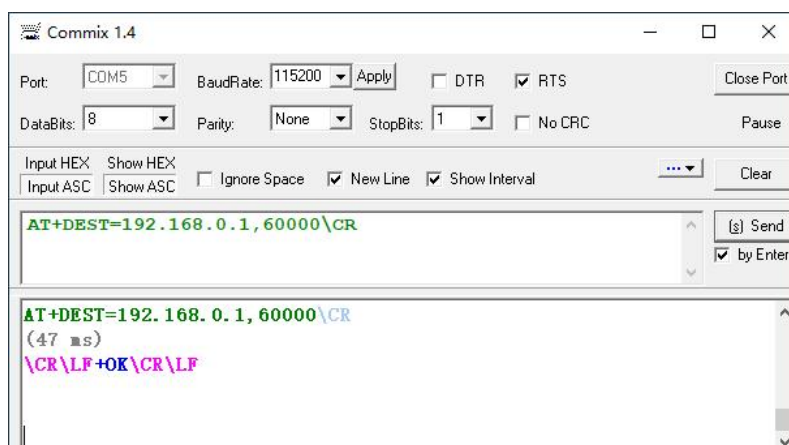 Commix 1.4
Port: COM5 BaudRate: 115200 Apply DTR RTS Close Port
DataBits: 8 Parity: None StopBits: 1 No CRC Pause
Input HEX Show HEX
Input ASC Show ASC Ignore Space New Line Show Interval ... Clear
AT+DEST=192.168.0.1,60000\CR
(s) Send
by Enter
AT+DEST=192.168.0.1,60000\CR
(47 ms)
\CR\LF+OK\CR\LF